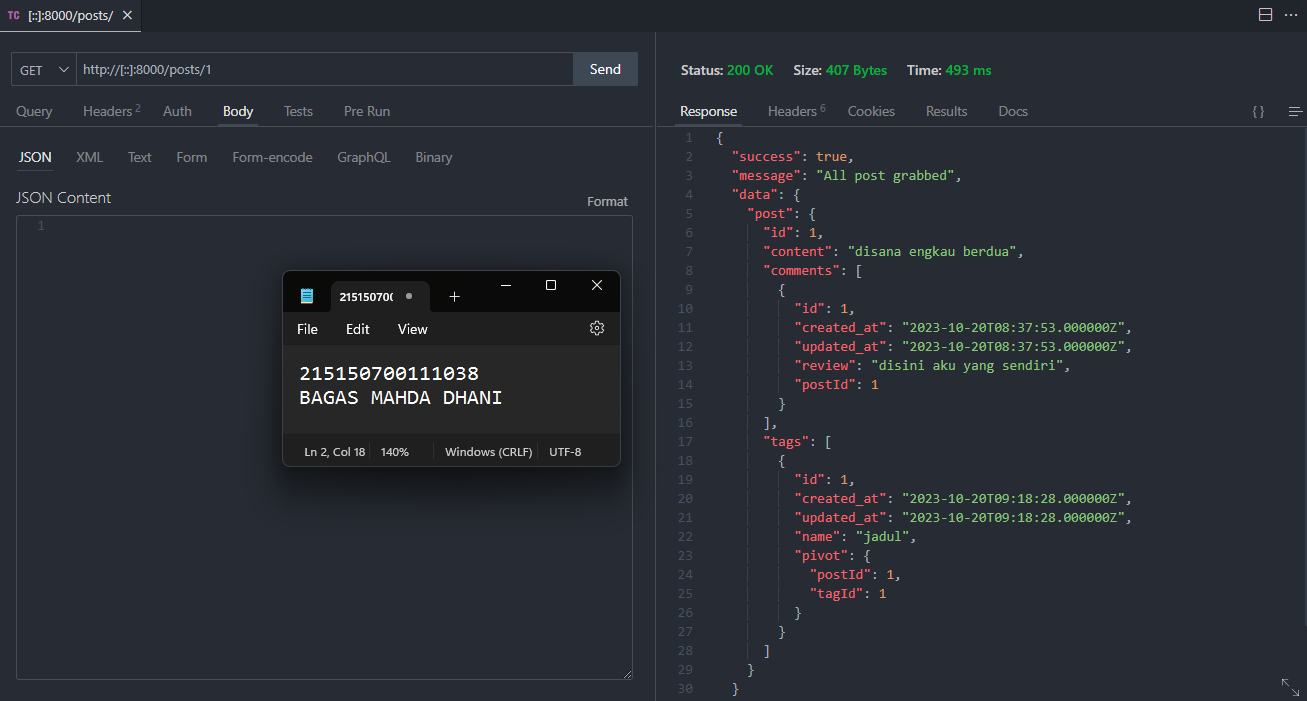 TC [::]:8000/posts/
GET http://[::]:8000/posts/1 Send
Query Headers 2 Auth Body Tests Pre Run
JSON XML Text Form Form-encode GraphQL Binary
JSON Content Format
1
215150700
File Edit View
215150700111038
BAGAS MAHDA DHANI
Ln 2, Col 18 140% Windows (CRLF) UTF-8
Status: 200 OK Size: 407 Bytes Time: 493 ms
Response Headers 6 Cookies Results Docs { }
1 {
2 "success": true,
3 "message": "All post grabbed",
4 "data": {
5 "post": {
6 "id": 1,
7 "content": "disana engkau berdua",
8 "comments": [
9 {
10 "id": 1,
11 "created_at": "2023-10-20T08:37:53.000000Z",
12 "updated_at": "2023-10-20T08:37:53.000000Z",
13 "review": "disini aku yang sendiri",
14 "postId": 1
15 }
16 ],
17 "tags": [
18 {
19 "id": 1,
20 "created_at": "2023-10-20T09:18:28.000000Z",
21 "updated_at": "2023-10-20T09:18:28.000000Z",
22 "name": "jadul",
23 "pivot": {
24 "postId": 1,
25 "tagId": 1
26 }
27 }
28 ]
29 }
30 }